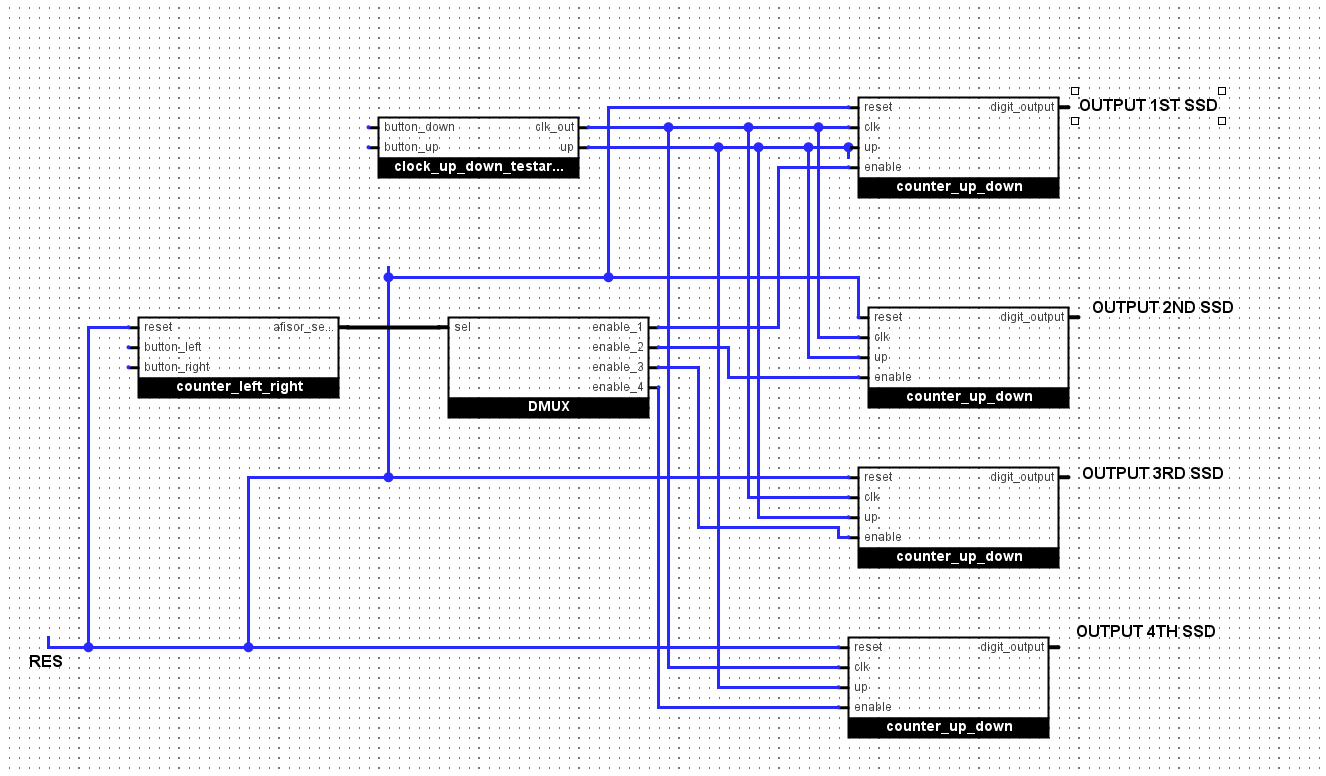 reset digit_output OUTPUT 1ST SSD
clk
up
enable
counter_up_down
button_down clk_out
button_up up
clock_up_down_testar...
reset afisor_se...
button_left
button_right
counter_left_right
sel enable_1
enable_2
enable_3
enable_4
DMUX
reset digit_output OUTPUT 2ND SSD
clk
up
enable
counter_up_down
reset digit_output OUTPUT 3RD SSD
clk
up
enable
counter_up_down
RES
reset digit_output OUTPUT 4TH SSD
clk
up
enable
counter_up_down